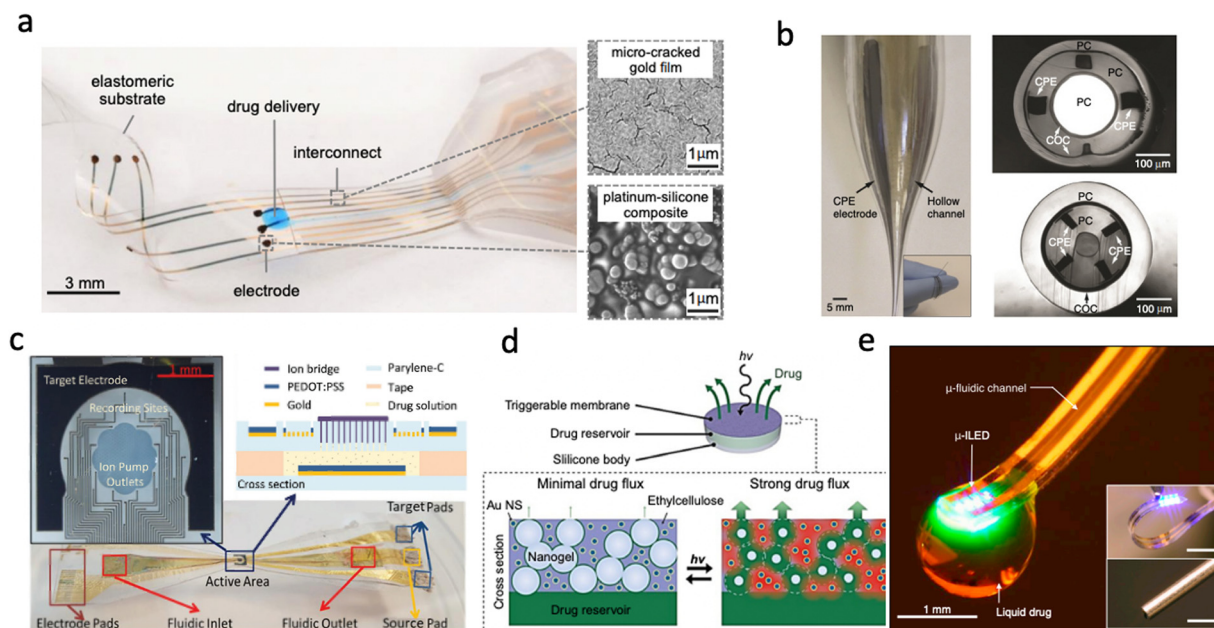 a
elastomeric
substrate
drug delivery
interconnect
electrode
3 mm
micro-cracked
gold film
1μm
platinum-silicone
composite
1μm
b
CPE
electrode
Hollow
channel
5 mm
PC
PC
CPE
PC
CPE
COC
100 μm
PC
PC
CPE
CPE
COC
100 μm
c
Target Electrode
1 mm
Recording Sites
Ion Pump
Outlets
Ion bridge
PEDOT:PSS
Gold
Parylene-C
Tape
Drug solution
Cross section
Target Pads
Active Area
Electrode Pads
Fluidic Inlet
Fluidic Outlet
Source Pad
d
hv
Drug
Triggerable membrane
Drug reservoir
Slilicone body
Minimal drug flux
Strong drug flux
Au NS
Ethylcellulose
Nanogel
Cross section
hv
Drug reservoir
e
μ-fluidic channel
μ-ILED
Liquid drug
1 mm